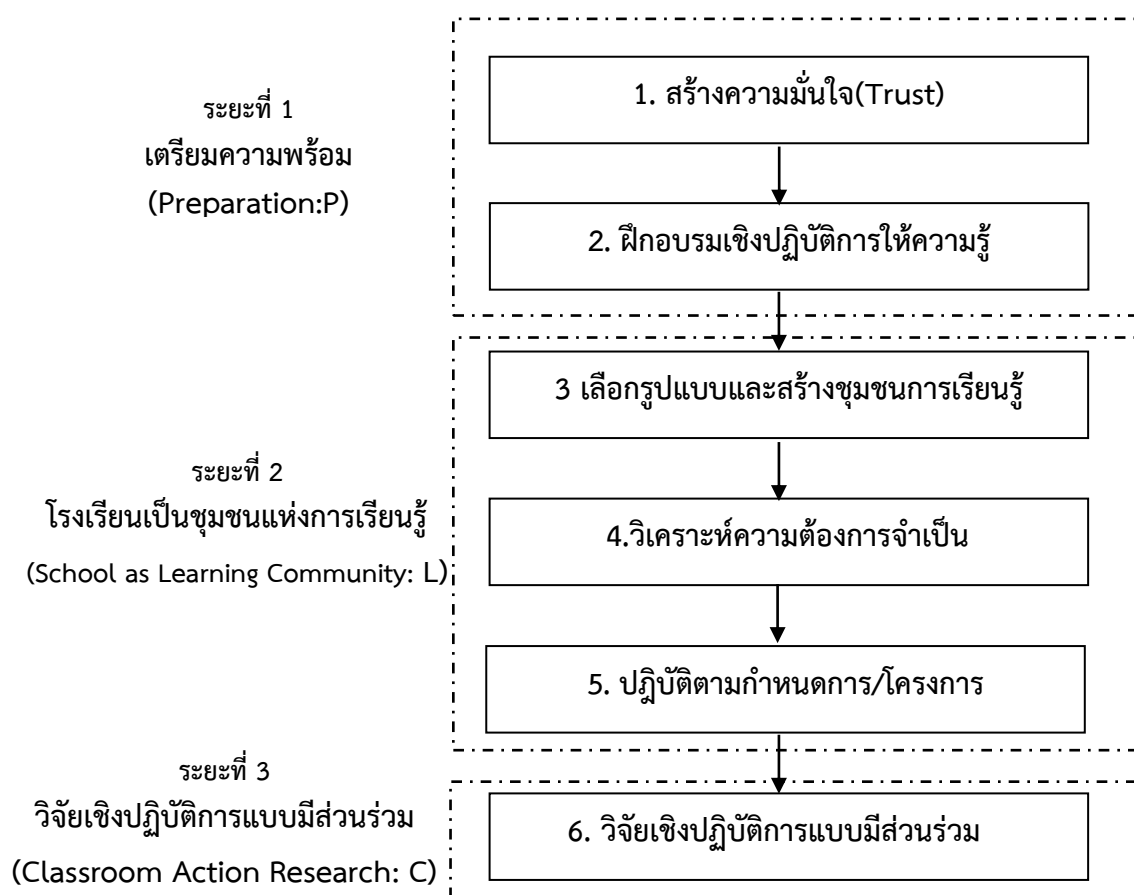 ระยะที่ 1
เตรียมความพร้อม
(Preparation:P)
1. สร้างความมั่นใจ(Trust)
2. ฝึกอบรมเชิงปฏิบัติการให้ความรู้
ระยะที่ 2
โรงเรียนเป็นชุมชนแห่งการเรียนรู้
(School as Learning Community: L)
3 เลือกรูปแบบและสร้างชุมชนการเรียนรู้
4.วิเคราะห์ความต้องการจำเป็น
5. ปฎิบัติตามกำหนดการ/โครงการ
ระยะที่ 3
วิจัยเชิงปฏิบัติการแบบมีส่วนร่วม
(Classroom Action Research: C)
6. วิจัยเชิงปฏิบัติการแบบมีส่วนร่วม